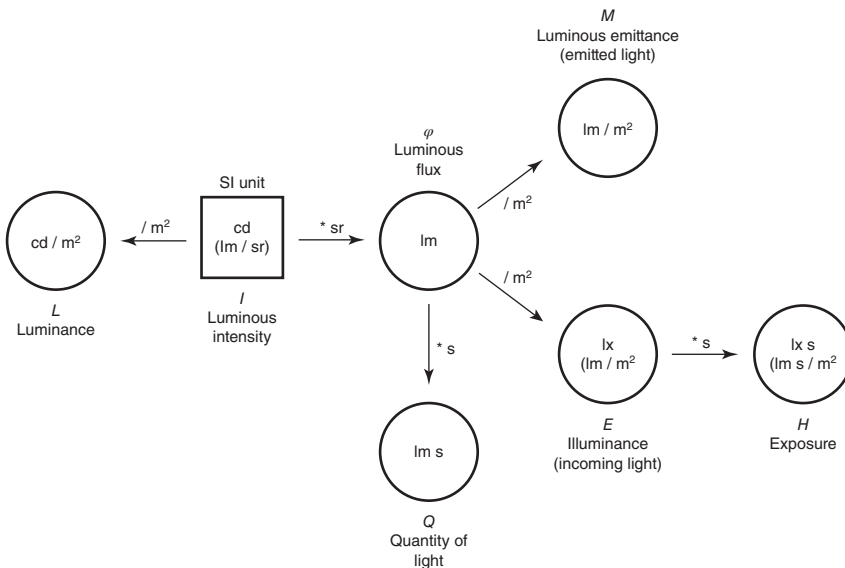 M
Luminous emittance
(emitted light)
lm / m²
φ
Luminous
flux
/ m²
SI unit
cd / m²
/ m²
cd
(lm / sr)
* sr
lm
/ m²
L
Luminance
I
Luminous
intensity
* s
lx
(lm / m²
* s
lx s
(lm s / m²
E
Illuminance
(incoming light)
H
Exposure
lm s
Q
Quantity of
light